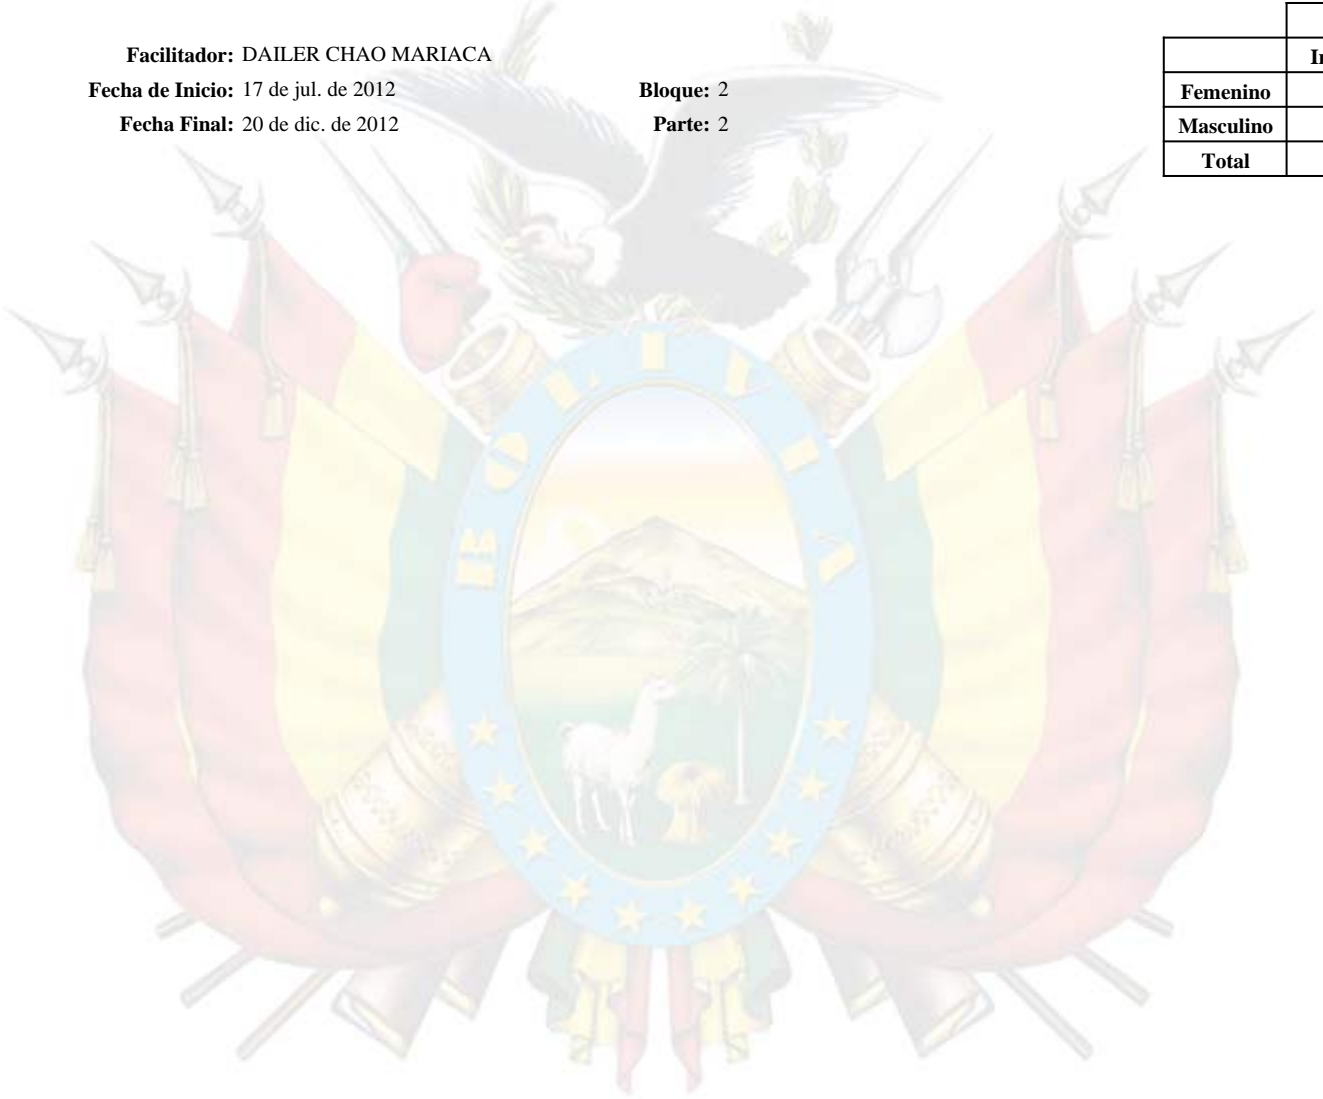 Facilitador: DAILER CHAO MARIACA
Fecha de Inicio: 17 de jul. de 2012 Bloque: 2
Fecha Final: 20 de dic. de 2012 Parte: 2
Femenino
Masculino
Total
BOLIVIA